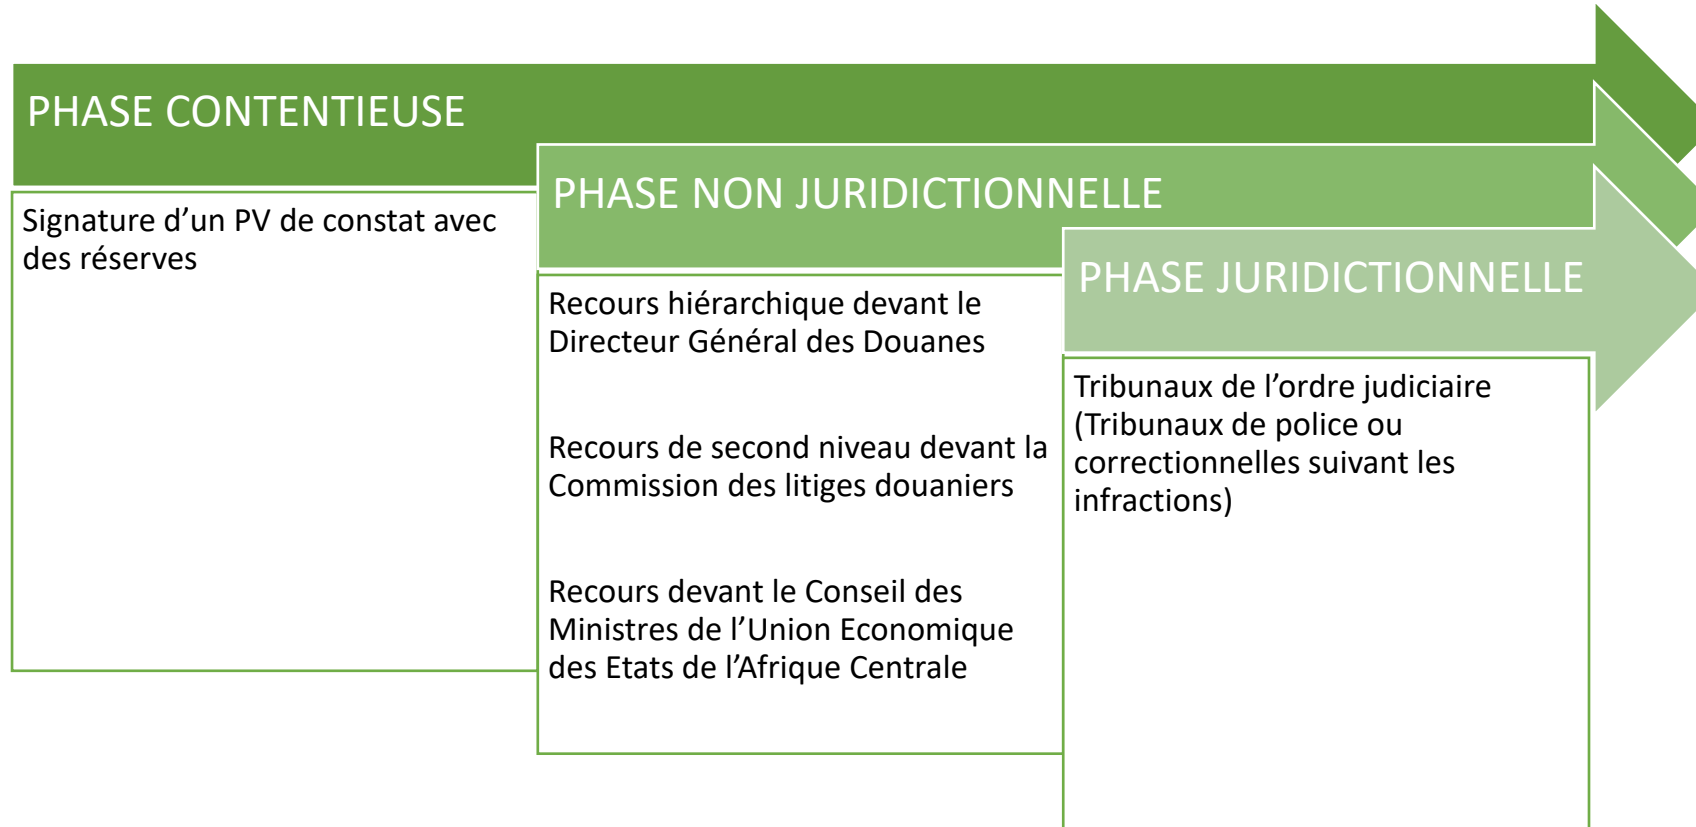 PHASE CONTENTIEUSE
Signature d’un PV de constat avec
des réserves
PHASE NON JURIDICTIONNELLE
Recours hiérarchique devant le
Directeur Général des Douanes
Recours de second niveau devant la
Commission des litiges douaniers
Recours devant le Conseil des
Ministres de l’Union Economique
des Etats de l’Afrique Centrale
PHASE JURIDICTIONNELLE
Tribunaux de l’ordre judiciaire
(Tribunaux de police ou
correctionnelles suivant les
infractions)